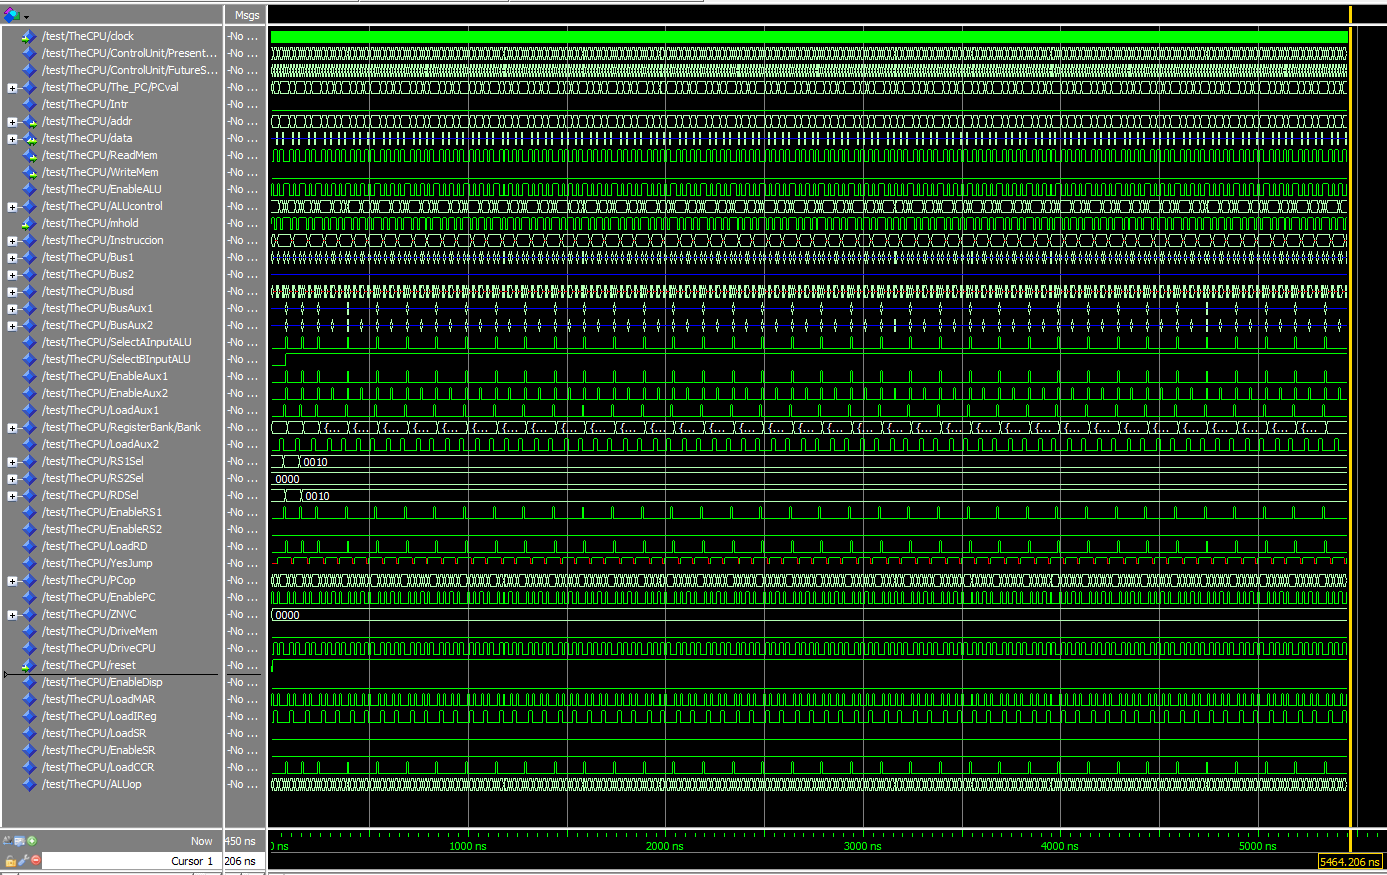 Msgs
/test/TheCPU/clock -No ...
/test/TheCPU/ControlUnit/Present... -No ...
/test/TheCPU/ControlUnit/FutureS... -No ...
/test/TheCPU/The_PC/PCval -No ...
/test/TheCPU/Intr -No ...
/test/TheCPU/addr -No ...
/test/TheCPU/data -No ...
/test/TheCPU/ReadMem -No ...
/test/TheCPU/WriteMem -No ...
/test/TheCPU/EnableALU -No ...
/test/TheCPU/ALUcontrol -No ...
/test/TheCPU/mhold -No ...
/test/TheCPU/Instruccion -No ...
/test/TheCPU/Bus1 -No ...
/test/TheCPU/Bus2 -No ...
/test/TheCPU/Busd -No ...
/test/TheCPU/BusAux1 -No ...
/test/TheCPU/BusAux2 -No ...
/test/TheCPU/SelectAInputALU -No ...
/test/TheCPU/SelectBInputALU -No ...
/test/TheCPU/EnableAux1 -No ...
/test/TheCPU/EnableAux2 -No ...
/test/TheCPU/LoadAux1 -No ...
/test/TheCPU/RegisterBank/Bank -No ... {... {... {... {... {... {... {... {... {... {... {... {... {... {... {... {... {... {... {... {... {... {... {... {... {... {... {... {... {... {... {... {... {... {...
/test/TheCPU/LoadAux2 -No ...
/test/TheCPU/RS1Sel -No ... 0010
/test/TheCPU/RS2Sel -No ... 0000
/test/TheCPU/RDSel -No ... 0010
/test/TheCPU/EnableRS1 -No ...
/test/TheCPU/EnableRS2 -No ...
/test/TheCPU/LoadRD -No ...
/test/TheCPU/YesJump -No ...
/test/TheCPU/PCop -No ...
/test/TheCPU/EnablePC -No ...
/test/TheCPU/ZNVC -No ... 0000
/test/TheCPU/DriveMem -No ...
/test/TheCPU/DriveCPU -No ...
/test/TheCPU/reset -No ...
/test/TheCPU/EnableDisp -No ...
/test/TheCPU/LoadMAR -No ...
/test/TheCPU/LoadIReg -No ...
/test/TheCPU/LoadSR -No ...
/test/TheCPU/EnableSR -No ...
/test/TheCPU/LoadCCR -No ...
/test/TheCPU/ALUop -No ...
Now 450 ns ns 1000 ns 2000 ns 3000 ns 4000 ns 5000 ns
Cursor 1 206 ns 5464.206 ns